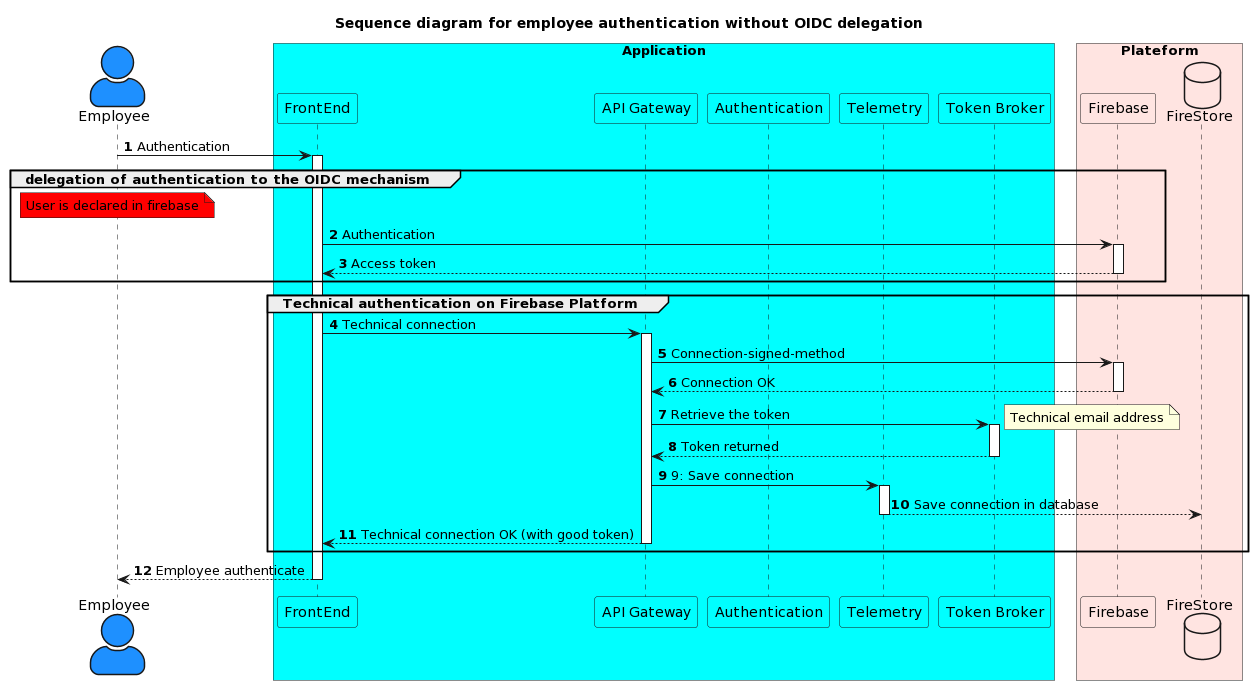 Sequence diagram for employee authentication without OIDC delegation
Application
Plateform
Employee
FrontEnd
API Gateway
Authentication
Telemetry
Token Broker
Firebase
FireStore
1 Authentication
delegation of authentication to the OIDC mechanism
User is declared in firebase
2 Authentication
3 Access token
Technical authentication on Firebase Platform
4 Technical connection
5 Connection-signed-method
6 Connection OK
7 Retrieve the token
Technical email address
8 Token returned
9 9: Save connection
10 Save connection in database
11 Technical connection OK (with good token)
12 Employee authenticate
Employee
FrontEnd
API Gateway
Authentication
Telemetry
Token Broker
Firebase
FireStore